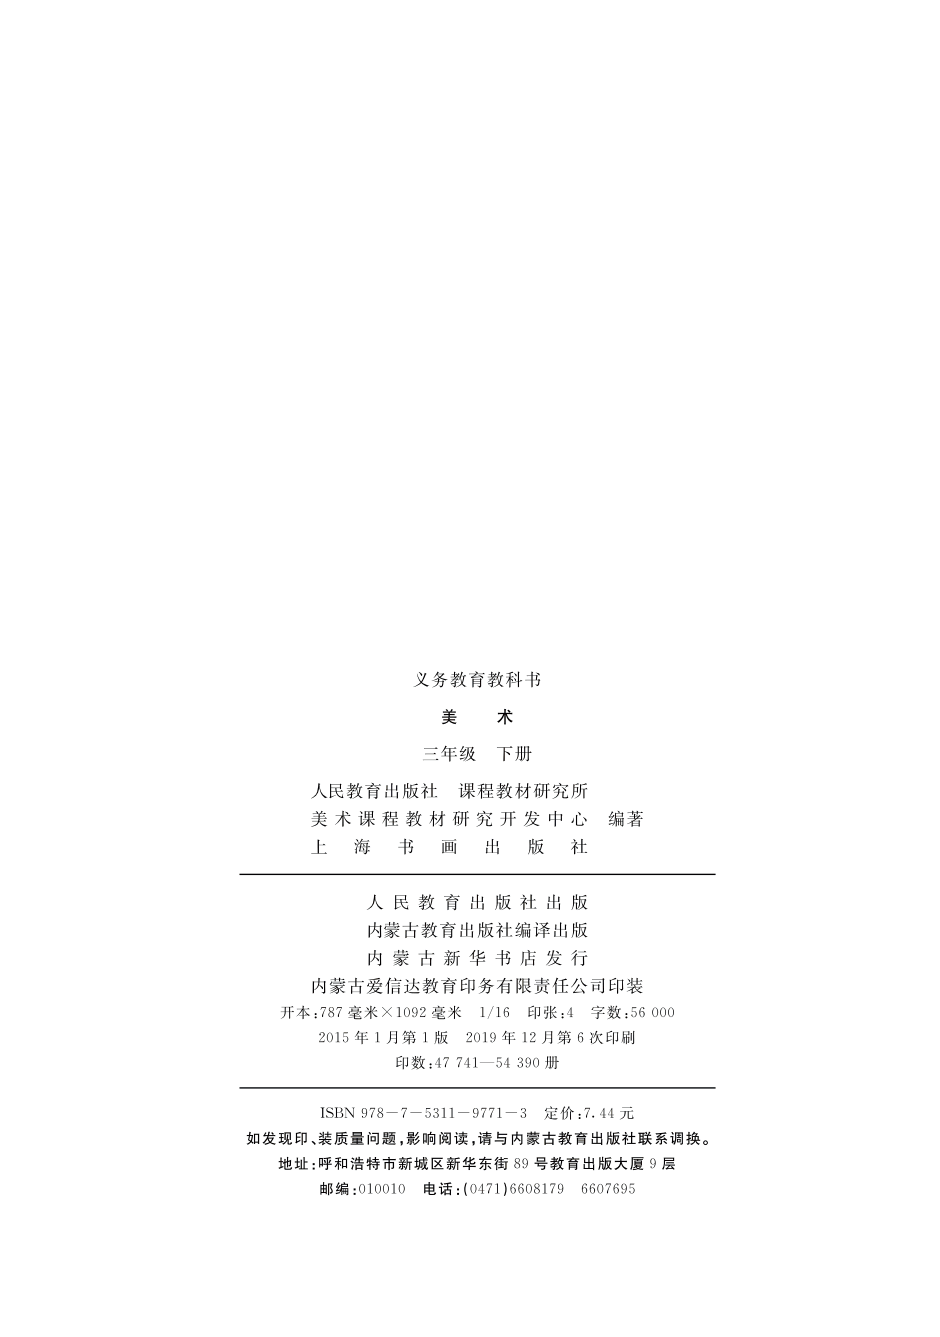 义务教育教科书
美 术
三年级 下册
人民教育出版社 课程教材研究所
美术课程教材研究开发中心 编著
上海书画出版社
人民教育出版社出版
内蒙古教育出版社编译出版
内蒙古新华书店发行
内蒙古爱信达教育印务有限责任公司印装
开本:787 毫米×1092 毫米 1/16 印张:4 字数:56 000
2015 年 1 月第 1 版 2019 年 12 月第 6 次印刷
印数:47 741—54 390 册
ISBN 978-7-5311-9771-3 定价:7.44 元
如发现印、装质量问题,影响阅读,请与内蒙古教育出版社联系调换。
地址:呼和浩特市新城区新华东街 89 号教育出版大厦 9 层
邮编:010010 电话:(0471)6608179 6607695